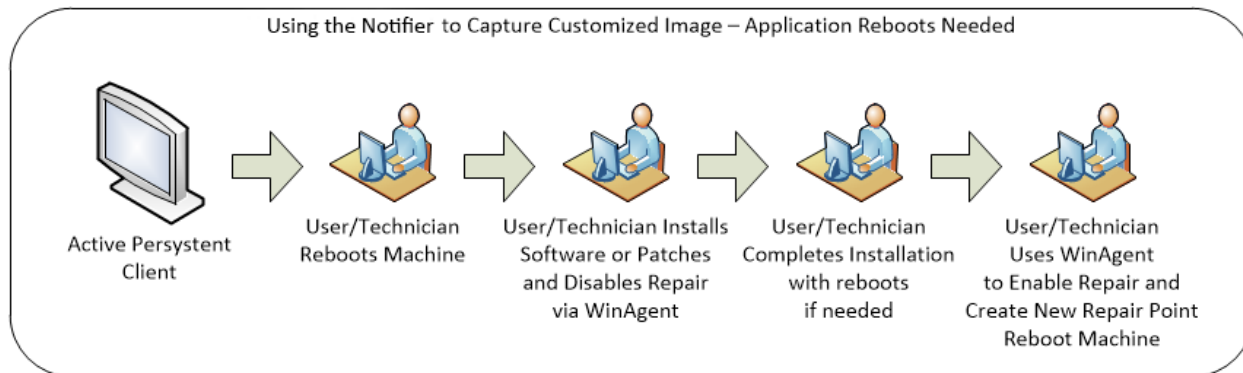 Using the Notifier to Capture Customized Image – Application Reboots Needed
Active Persystent
Client
User/Technician
Reboots Machine
User/Technician Installs
Software or Patches
and Disables Repair
via WinAgent
User/Technician
Completes Installation
with reboots
if needed
User/Technician
Uses WinAgent
to Enable Repair and
Create New Repair Point
Reboot Machine